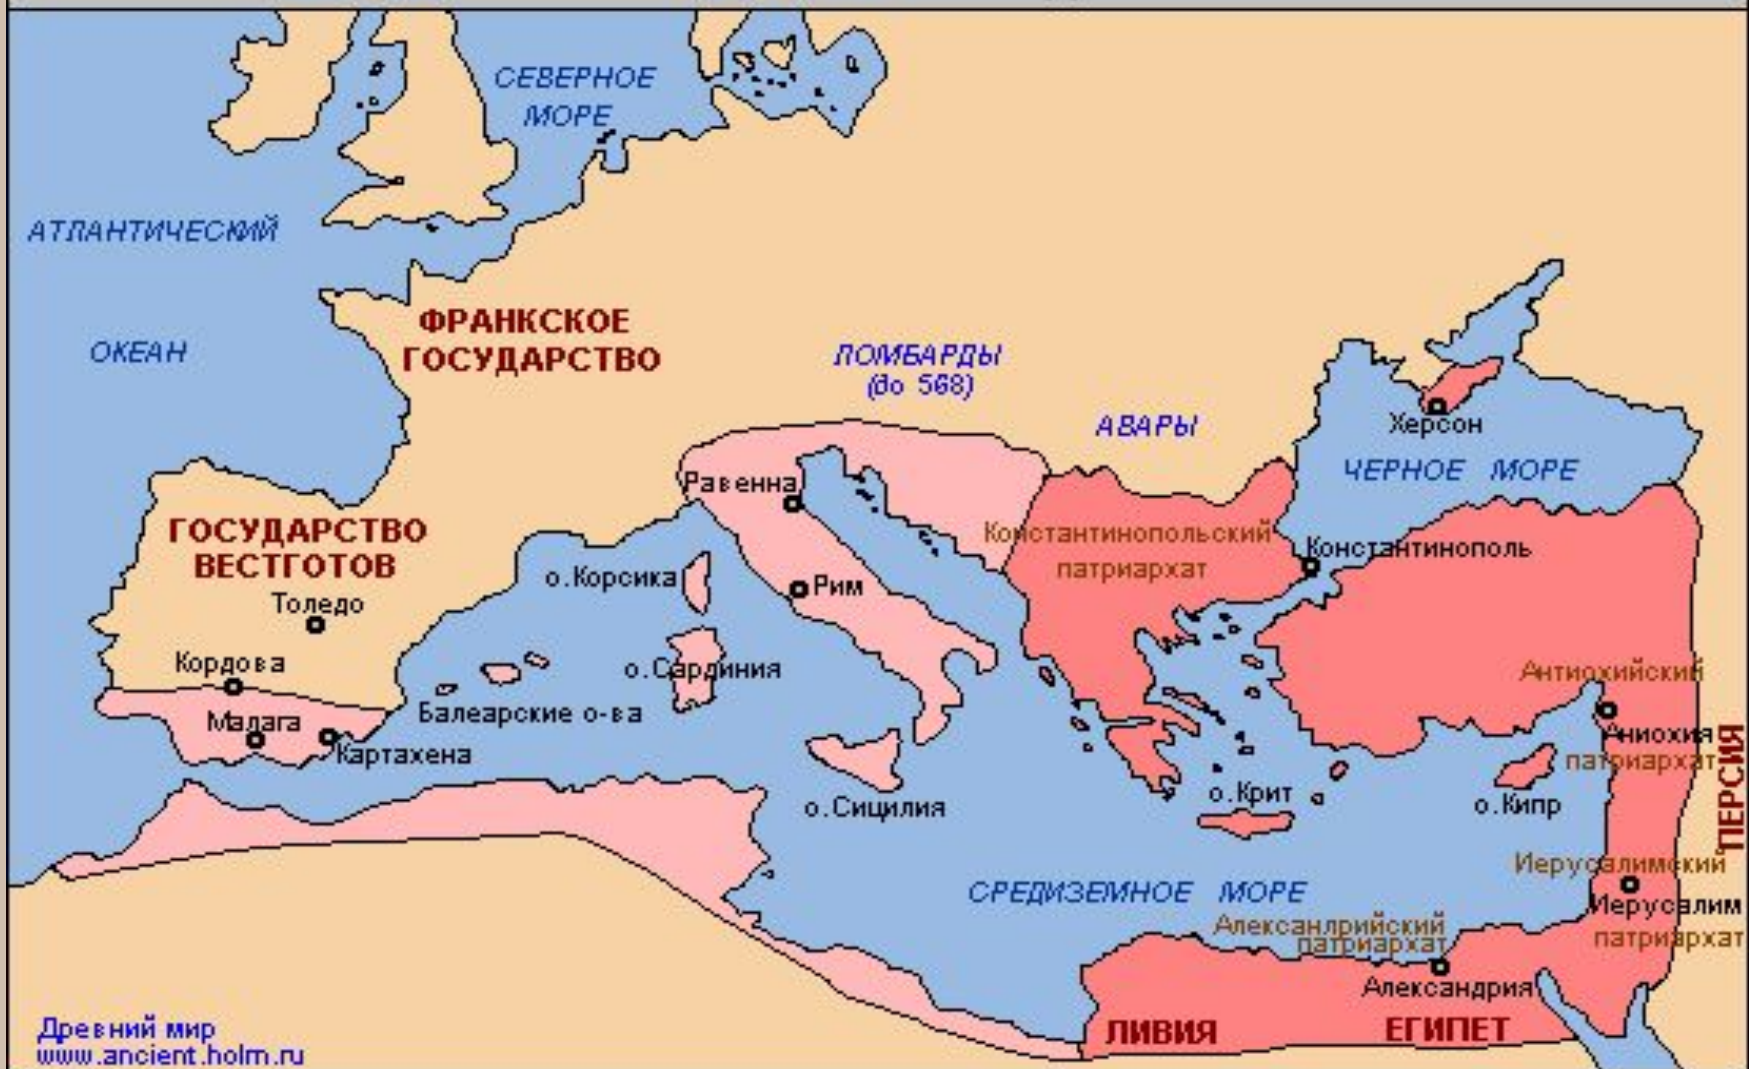 СЕВЕРНОЕ
МОРЕ
АТЛАНТИЧЕСКИЙ
ОКЕАН
ФРАНКСКОЕ
ГОСУДАРСТВО
ЛОМБАРДЫ
(до 568)
АВАРЫ
Херсон
ЧЕРНОЕ МОРЕ
Равенна
ГОСУДАРСТВО
ВЕСТГОТОВ
Толедо
Кордова
Малага
Картахена
о.Корсика
Рим
о.Сардиния
Балеарские о-ва
Константинопольский
патриархат
Константинополь
о.Сицилия
о.Крит
Антиохийский
Аниохия
патриархат
о.Кипр
ПЕРСИЯ
СРЕДИЗЕМНОЕ МОРЕ
Иерусалимский
Иерусалим
патриархат
Александрийский
патриархат
Александрия
ЛИВИЯ
ЕГИПЕТ
Древний мир
www.ancient.holm.ru